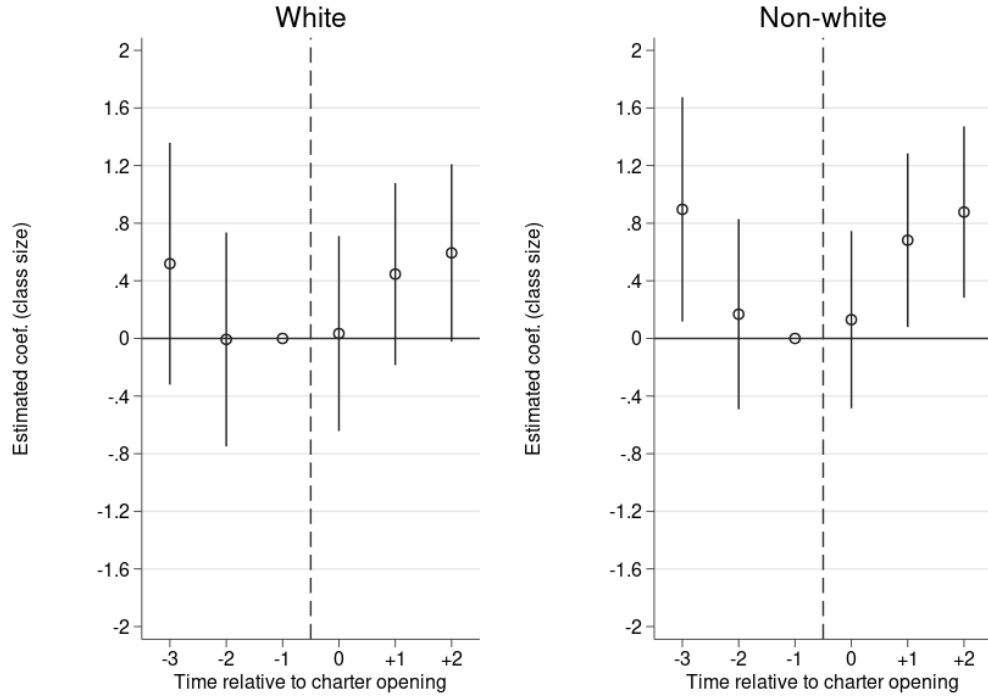 White
2
1.6
1.2
.8
.4
0
-.4
-.8
-1.2
-1.6
-2
Estimated coef. (class size)
-3 -2 -1 0 +1 +2
Time relative to charter opening
Non-white
2
1.6
1.2
.8
.4
0
-.4
-.8
-1.2
-1.6
-2
Estimated coef. (class size)
-3 -2 -1 0 +1 +2
Time relative to charter opening